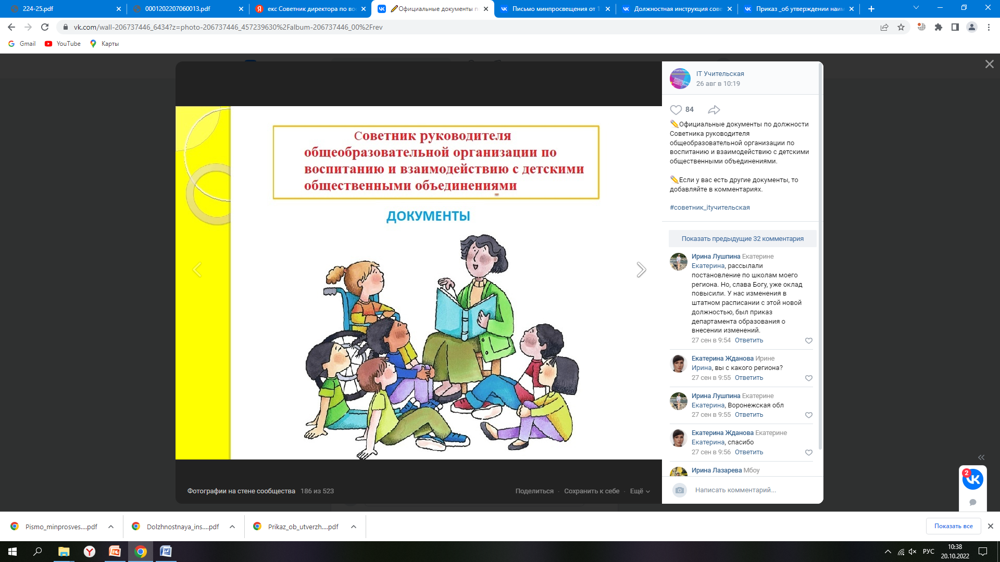 224-25.pdf
0001202207060013.pdf
екс Советник директора по вос
Официальные документы п
Письмо минпросвещения от 1
Должностная инструкция сове
Приказ _об утверждении наим
vk.com/wall-206737446_6434?z=photo-206737446_457239630%2Falbum-206737446_00%2Frev
Gmail
YouTube
Карты
Советник руководителя
общеобразовательной организации по
воспитанию и взаимодействию с детскими
общественными объединениями
ДОКУМЕНТЫ
Фотографии на стене сообщества 186 из 523
Поделиться · Сохранить к себе · Ещё
IT Учительская
26 авг в 10:19
84
Официальные документы по должности
Советника руководителя
общеобразовательной организации по
воспитанию и взаимодействию с детскими
общественными объединениями.
Если у вас есть другие документы, то
добавляйте в комментариях.
#советник_itучительская
Показать предыдущие 32 комментария
Ирина Лушпина Екатерине
Екатерина, рассылали
постановление по школам моего
региона. Но, слава Богу, уже оклад
повысили. У нас изменения в
штатном расписании с этой новой
должностью, был приказ
департамента образования о
внесении изменений.
27 сен в 9:54 Ответить
Екатерина Жданова Ирине
Ирина, вы с какого региона?
27 сен в 9:55 Ответить
Ирина Лушпина Екатерине
Екатерина, Воронежская обл
27 сен в 9:55 Ответить
Екатерина Жданова Екатерине
Екатерина, спасибо
27 сен в 9:56 Ответить
Ирина Лазарева Мбоу
Написать комментарий...
2
Pismo_minprosves....pdf
Dolzhnostnaya_ins....pdf
Prikaz_ob_utverzh....pdf
Показать все
РУС
10:38
20.10.2022